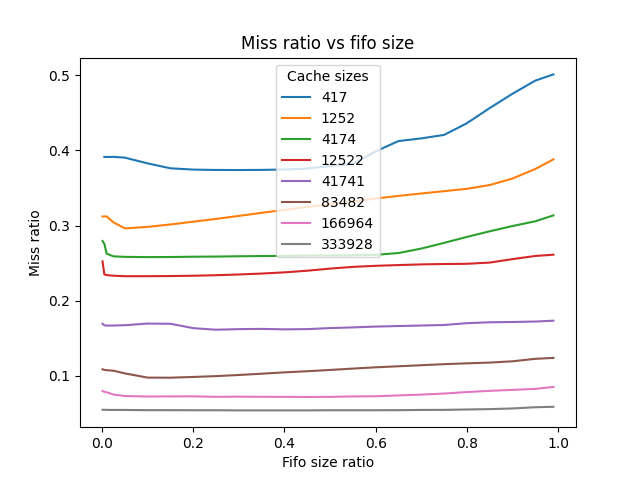 Miss ratio vs fifo size
Cache sizes
417
1252
4174
12522
41741
83482
166964
333928
0.5
0.4
0.3
0.2
0.1
Miss ratio
0.0 0.2 0.4 0.6 0.8 1.0
Fifo size ratio